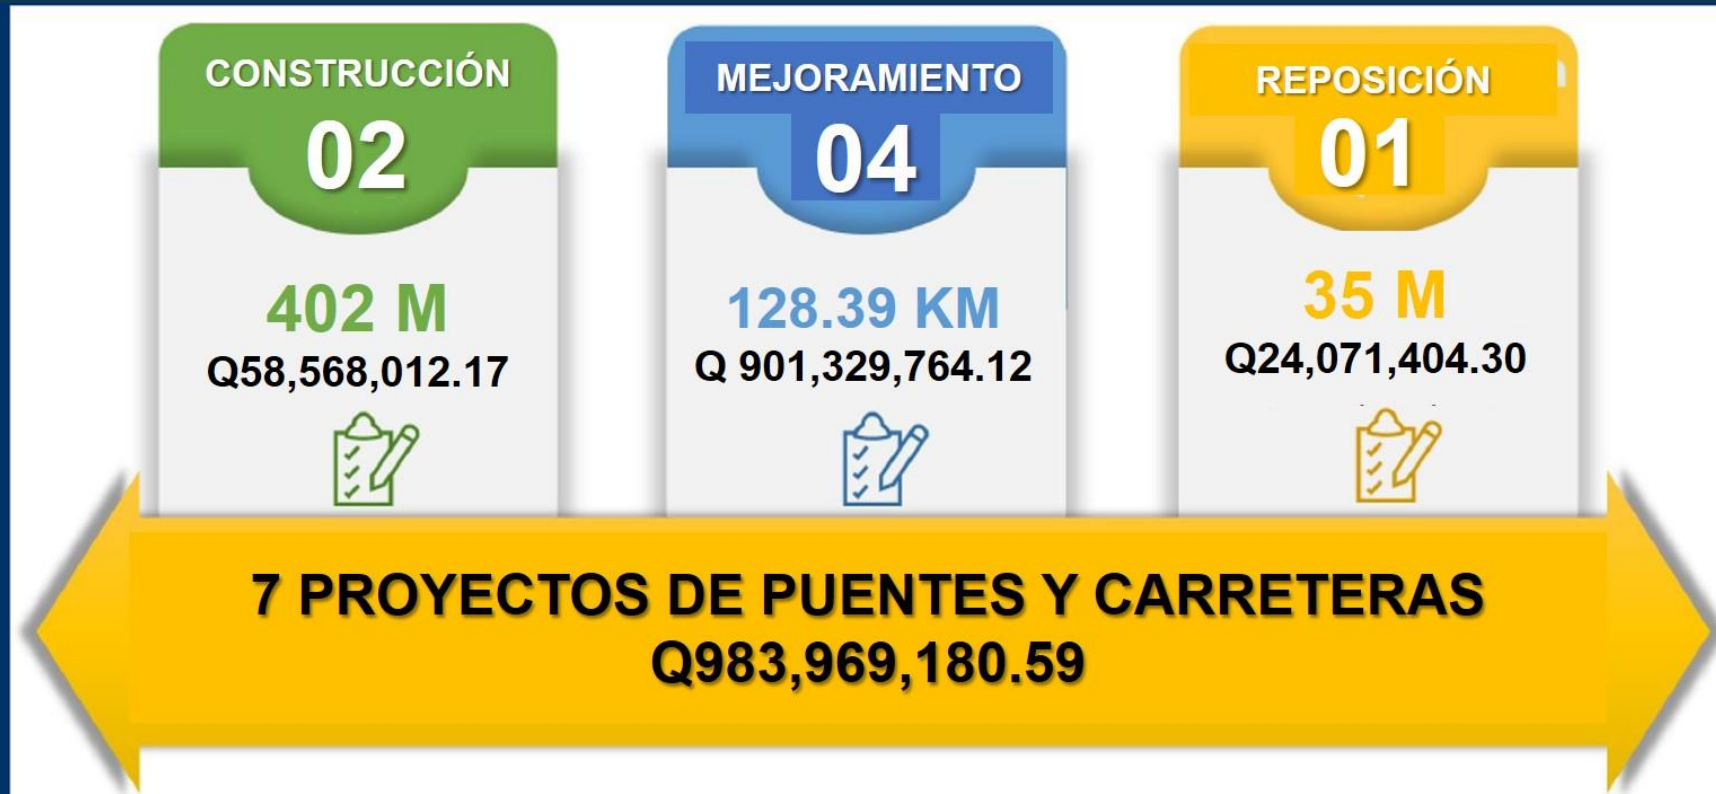 CONSTRUCCIÓN
02
402 M
Q58,568,012.17
MEJORAMIENTO
04
128.39 KM
Q 901,329,764.12
REPOSICIÓN
01
35 M
Q24,071,404.30
7 PROYECTOS DE PUENTES Y CARRETERAS
Q983,969,180.59